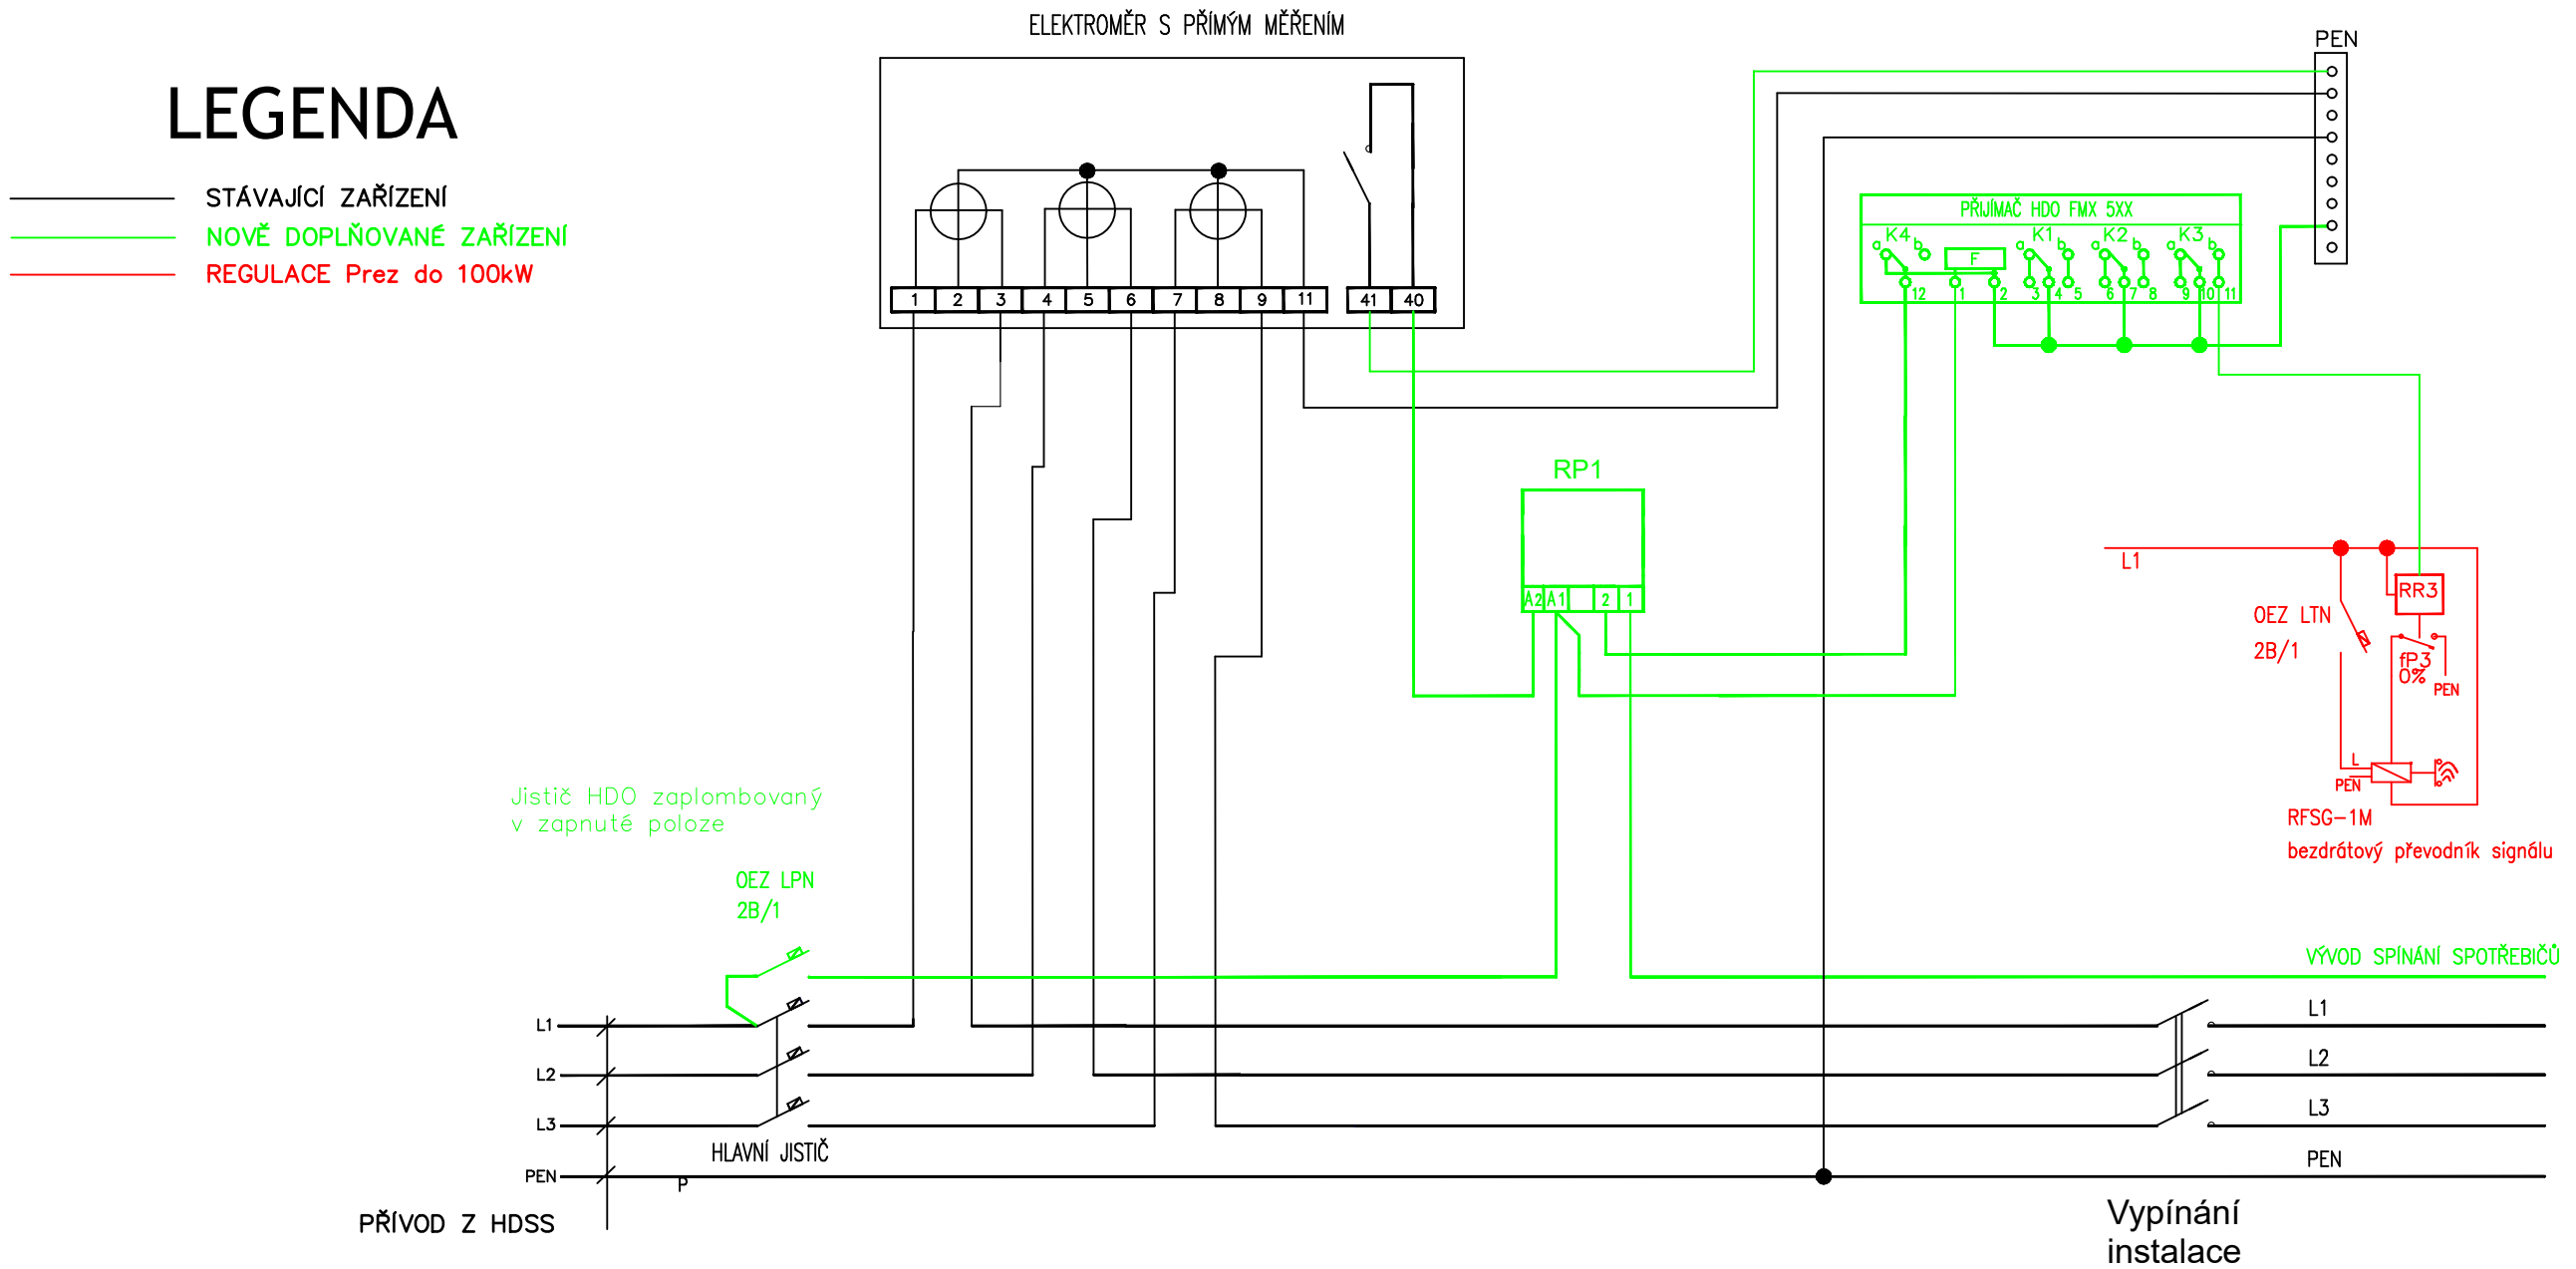 ELEKTROMĚR S PŘÍMÝM MĚŘENÍM
PEN
LEGENDA
STÁVAJÍCÍ ZAŘÍZENÍ
NOVĚ DOPLŇOVANÉ ZAŘÍZENÍ
REGULACE Prez do 100kW
1 2 3 4 5 6 7 8 9 11 41 40
PŘIJÍMAČ HDO FMX 5XX
K4 K1 K2 K3
a b a b a b a b
F
12 1 2 3 4 5 6 7 8 9 10 11
RP1
A2 A1 2 1
L1
RR3
OEZ LTN
2B/1
fP3
0%
PEN
L
PEN
RFSG-1M
bezdrátový převodník signálu
Jistič HDO zaplombovaný
v zapnuté poloze
OEZ LPN
2B/1
VÝVOD SPÍNÁNÍ SPOTŘEBIČŮ
L1 L1
L2 L2
L3 L3
HLAVNÍ JISTIČ
PEN PEN
P
PŘÍVOD Z HDSS
Vypínání
instalace